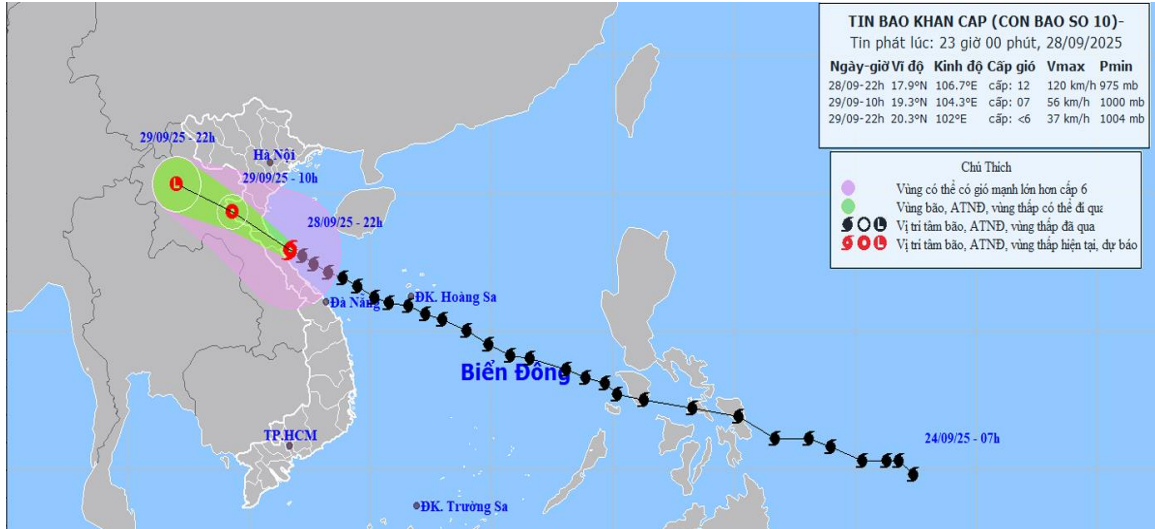 TIN BAO KHAN CAP (CON BAO SO 10)-
Tin phát lúc: 23 giờ 00 phút, 28/09/2025
Ngày-giờ Vĩ độ Kinh độ Cấp gió Vmax Pmin
28/09-22h 17.9°N 106.7°E cấp: 12 120 km/h 975 mb
29/09-10h 19.3°N 104.3°E cấp: 07 56 km/h 1000 mb
29/09-22h 20.3°N 102°E cấp: <6 37 km/h 1004 mb
Chú Thích
Vùng có thể có gió mạnh lớn hơn cấp 6
Vùng bão, ATNĐ, vùng thấp có thể đi qua
Vị trí tâm bão, ATNĐ, vùng thấp đã qua
Vị trí tâm bão, ATNĐ, vùng thấp hiện tại, dự báo
29/09/25 - 22h
Hà Nội
29/09/25 - 10h
L
28/09/25 - 22h
Đà Nẵng
ĐK. Hoàng Sa
Biển Đông
TP.HCM
24/09/25 - 07h
ĐK. Trường Sa